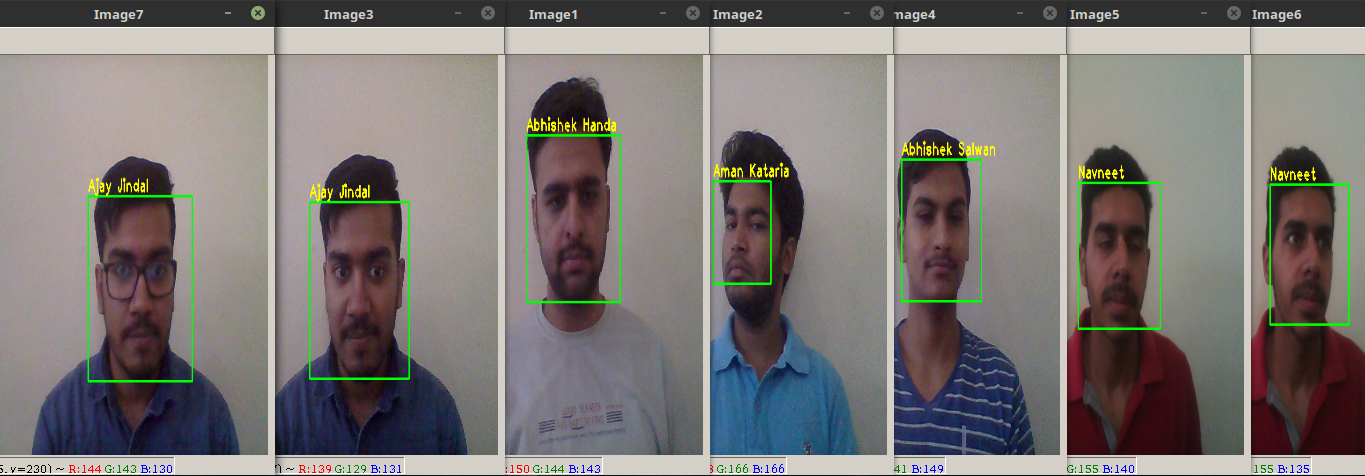 Image7
Image3
Image1
Image2
mage4
Image5
Image6
Abhishek Handa
Abhishek Salwan
Aman Kataria
Navneet
Navneet
Ajay Jindal
Ajay Jindal
y=230) ~ R:144 G:143 B:130
) ~ R:139 G:129 B:131
:150 G:144 B:143
G:166 B:166
41 B:149
G:155 B:140
155 B:135